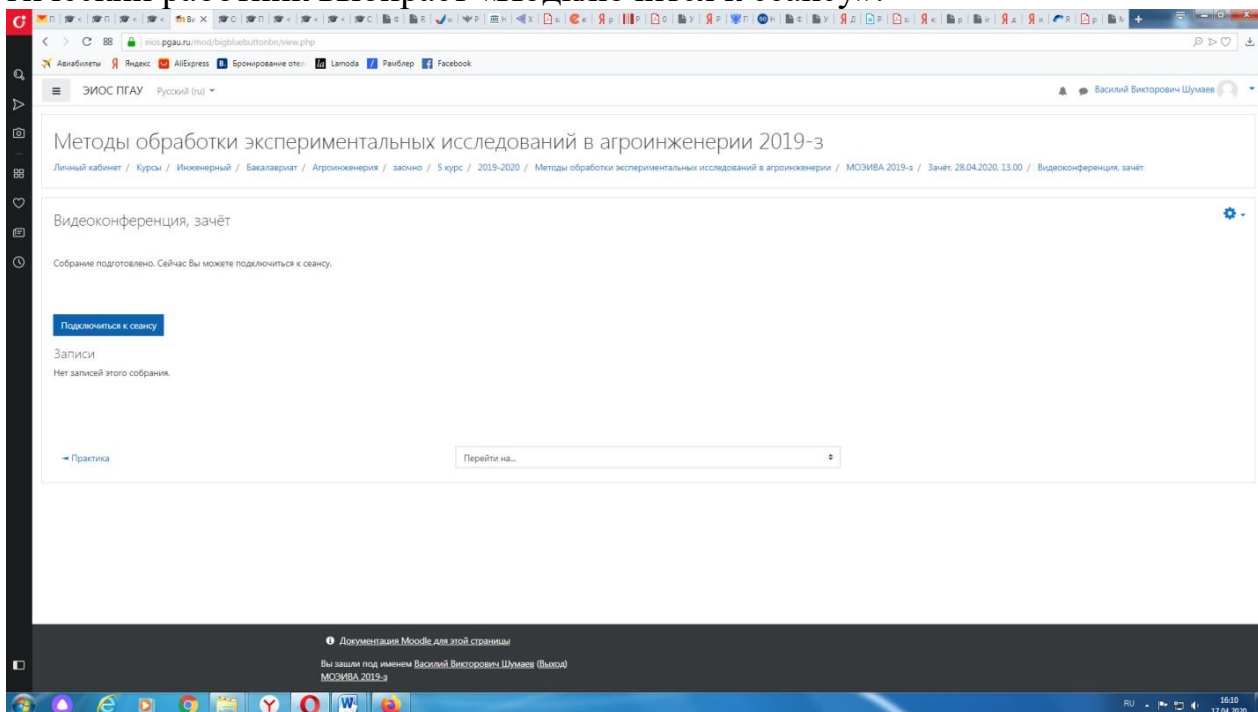 eios.pgau.ru/mod/bigbluebuttonbn/view.php
Авиабилеты Яндекс AliExpress Бронирование отел Lamoda Рамблер Facebook
ЭИОС ПГАУ Русский (ru) Василий Викторович Шумаев
Методы обработки экспериментальных исследований в агроинженерии 2019-з
Личный кабинет / Курсы / Инженерный / Бакалавриат / Агроинженерия / заочно / 5 курс / 2019-2020 / Методы обработки экспериментальных исследований в агроинженерии / МОЭИВА 2019-з / Зачёт, 28.04.2020, 13.00 / Видеоконференция, зачёт
Видеоконференция, зачёт
Собрание подготовлено. Сейчас Вы можете подключиться к сеансу.
Подключиться к сеансу
Записи
Нет записей этого собрания.
◄ Практика
Перейти на...
Документация Moodle для этой страницы
Вы зашли под именем Василий Викторович Шумаев (Выход)
МОЭИВА 2019-з
RU 16:10
17.04.2020